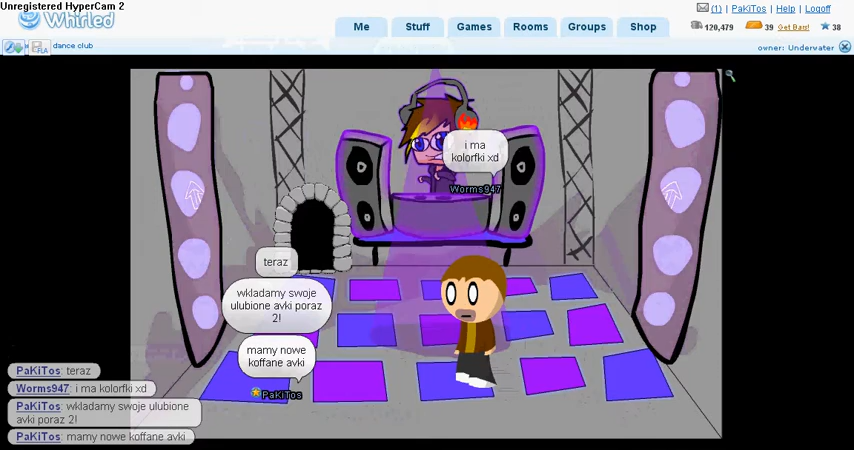 Unregistered HyperCam 2
Whirled
Me Stuff Games Rooms Groups Shop
(1) | PaKiTos | Help | Logoff
120,479 39 Get Bars! 38
FLA dance club
owner: Underwater
i ma
kolorfki xd
Worms947
teraz
wkladamy swoje
ulubione avki poraz
2!
mamy nowe
koffane avki
PaKiTos
PaKiTos: teraz
Worms947: i ma kolorfki xd
PaKiTos: wkladamy swoje ulubione
avki poraz 2!
PaKiTos: mamy nowe koffane avki